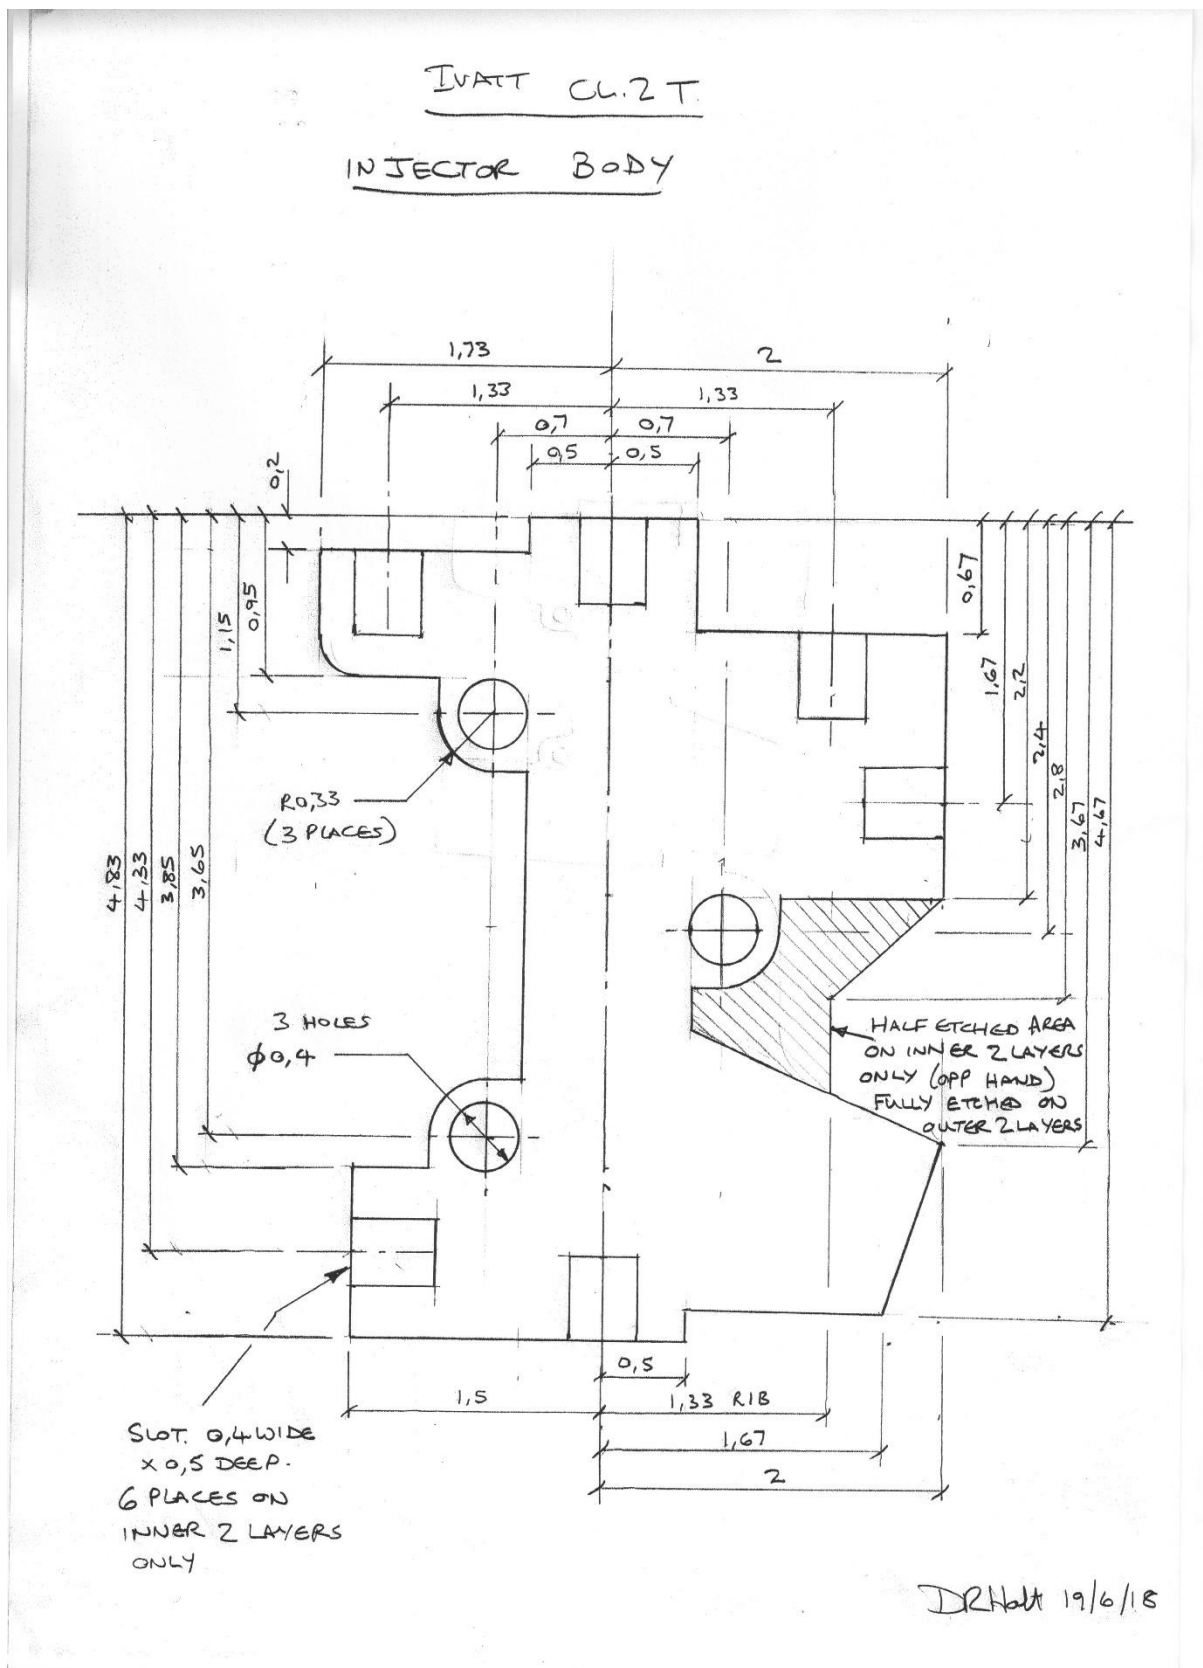 IVATT CL.2T.
INJECTOR BODY
1,73
2
1,33
1,33
0,7
0,7
0,5
0,5
0,2
0,95
1,15
0,67
1,67
2,2
2,4
2,8
3,67
4,67
4,83
4,33
3,85
3,65
R0,33
(3 PLACES)
3 HOLES
ϕ0,4
HALF ETCHED AREA
ON INNER 2 LAYERS
ONLY (OPP HAND)
FULLY ETCHED ON
OUTER 2 LAYERS
0,5
1,5
1,33 RIB
1,67
2
SLOT. 0,4 WIDE
x 0,5 DEEP.
6 PLACES ON
INNER 2 LAYERS
ONLY
DRHolt 19/6/18